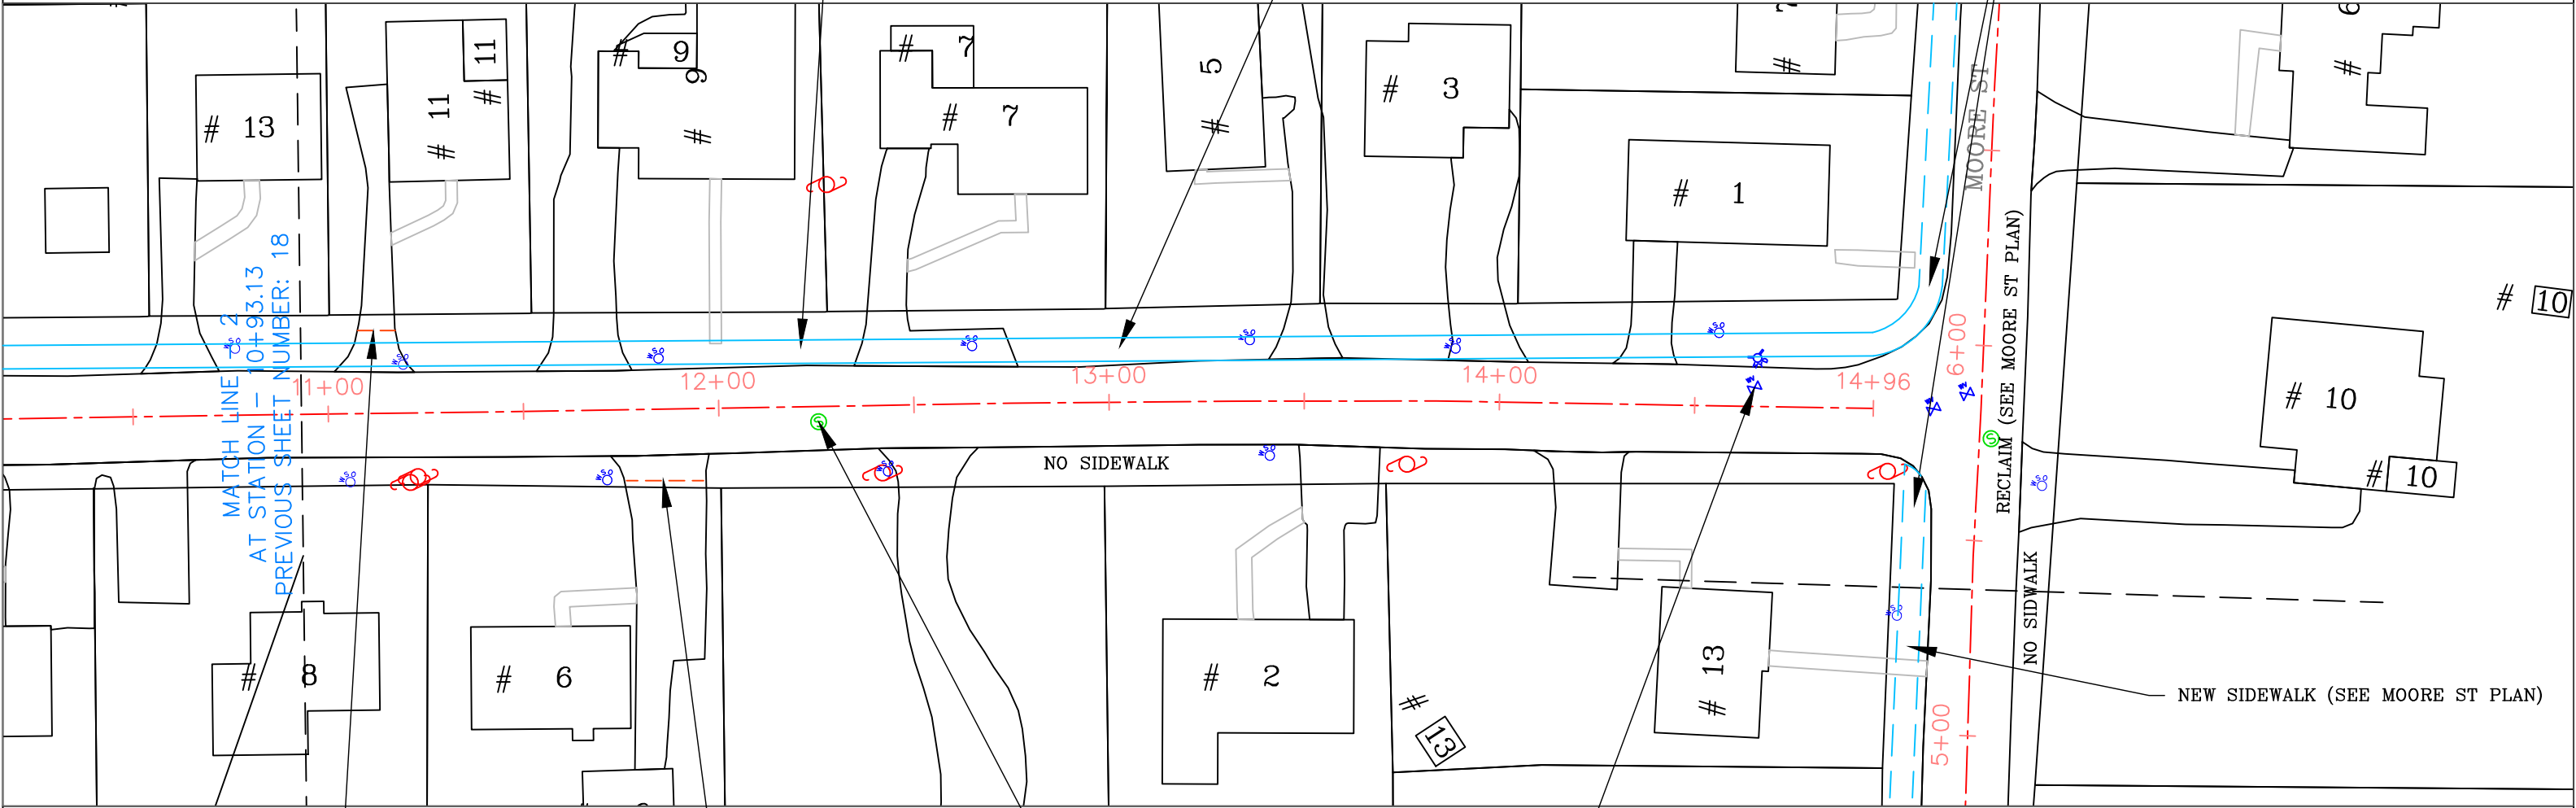 # 13
# 11
# 11
# 9
# 9
# 7
# 7
# 5
# 3
# 1
#
#
MOORE ST
RECLAIM (SEE MOORE ST PLAN)
6+00
# 10
# 10
# 10
MATCH LINE - 2
AT STATION - 10+93.13
PREVIOUS SHEET NUMBER: 18
11+00
12+00
13+00
14+00
14+96
S
S
NO SIDEWALK
NO SIDWALK
# 8
# 6
# 2
# 13
# 13
5+00
NEW SIDEWALK (SEE MOORE ST PLAN)